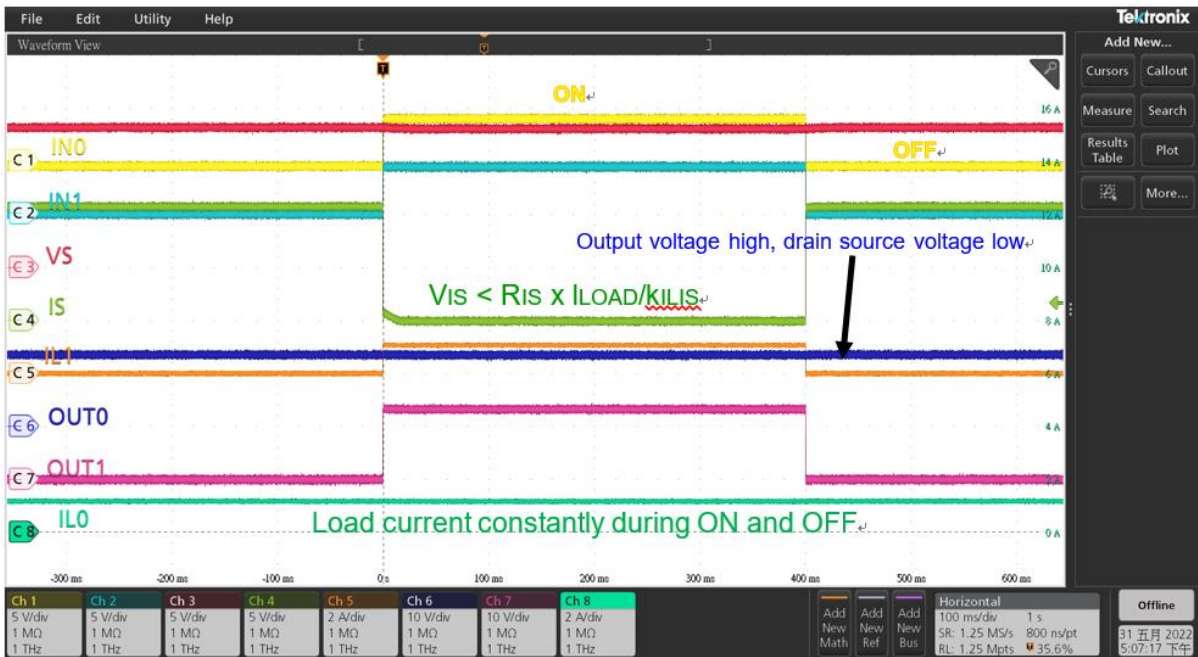 File Edit Utility Help
Tektronix
Waveform View
Add New...
Cursors Callout
Measure Search
Results Table Plot
More...
ON
16 A
IN0
C 1
OFF
14 A
IN1
C 2
12 A
Output voltage high, drain source voltage low
VS
C 3
10 A
VIS < RIS x ILOAD/kILIS
IS
C 4
8 A
IL1
C 5
6 A
OUT0
C 6
4 A
OUT1
C 7
2 A
IL0
Load current constantly during ON and OFF
C 8
0 A
-300 ms -200 ms -100 ms 0 s 100 ms 200 ms 300 ms 400 ms 500 ms 600 ms
Ch 1 Ch 2 Ch 3 Ch 4 Ch 5 Ch 6 Ch 7 Ch 8
5 V/div 5 V/div 5 V/div 5 V/div 2 A/div 10 V/div 10 V/div 2 A/div
1 MΩ 1 MΩ 1 MΩ 1 MΩ 1 MΩ 1 MΩ 1 MΩ 1 MΩ
1 THz 1 THz 1 THz 1 THz 1 THz 1 THz 1 THz 1 THz
Add New Math
Add New Ref
Add New Bus
Horizontal
100 ms/div 1 s
SR: 1.25 MS/s 800 ns/pt
RL: 1.25 Mpts 35.6%
Offline
31 五月 2022
5:07:17 下午